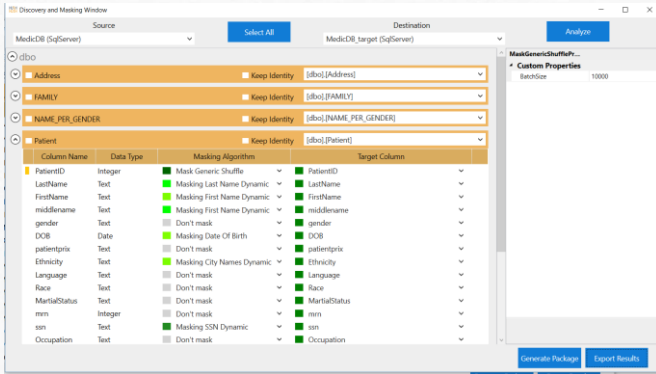 Discovery and Masking Window
Source
Destination
MedicDB (SqlServer)
Select All
MedicDB_target (SqlServer)
Analyze
dbo
Address Keep Identity [dbo].[Address]
FAMILY Keep Identity [dbo].[FAMILY]
NAME_PER_GENDER Keep Identity [dbo].[NAME_PER_GENDER]
Patient Keep Identity [dbo].[Patient]
Column Name Data Type Masking Algorithm Target Column
PatientID Integer Mask Generic Shuffle PatientID
LastName Text Masking Last Name Dynamic LastName
FirstName Text Masking First Name Dynamic FirstName
middlename Text Masking First Name Dynamic middlename
gender Text Don't mask gender
DOB Date Masking Date Of Birth DOB
patientprix Text Don't mask patientprix
Ethnicity Text Masking City Names Dynamic Ethnicity
Language Text Don't mask Language
Race Text Don't mask Race
MartialStatus Text Don't mask MartialStatus
mrn Integer Don't mask mrn
ssn Text Masking SSN Dynamic ssn
Occupation Text Don't mask Occupation
MaskGenericShufflePr...
Custom Properties
BatchSize 10000
Generate Package
Export Results